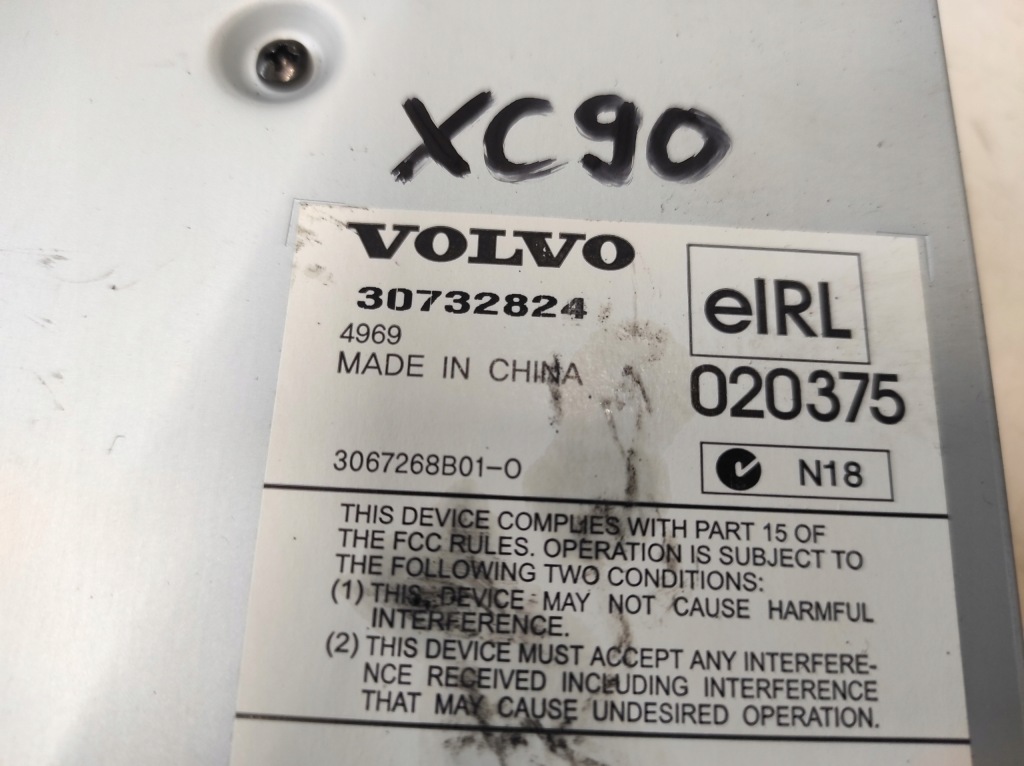 XC90
VOLVO
30732824
4969
MADE IN CHINA
eIRL
020375
3067268B01-O
N18
THIS DEVICE COMPLIES WITH PART 15 OF
THE FCC RULES. OPERATION IS SUBJECT TO
THE FOLLOWING TWO CONDITIONS:
(1) THIS DEVICE MAY NOT CAUSE HARMFUL
INTERFERENCE.
(2) THIS DEVICE MUST ACCEPT ANY INTERFERE-
NCE RECEIVED INCLUDING INTERFERENCE
THAT MAY CAUSE UNDESIRED OPERATION.